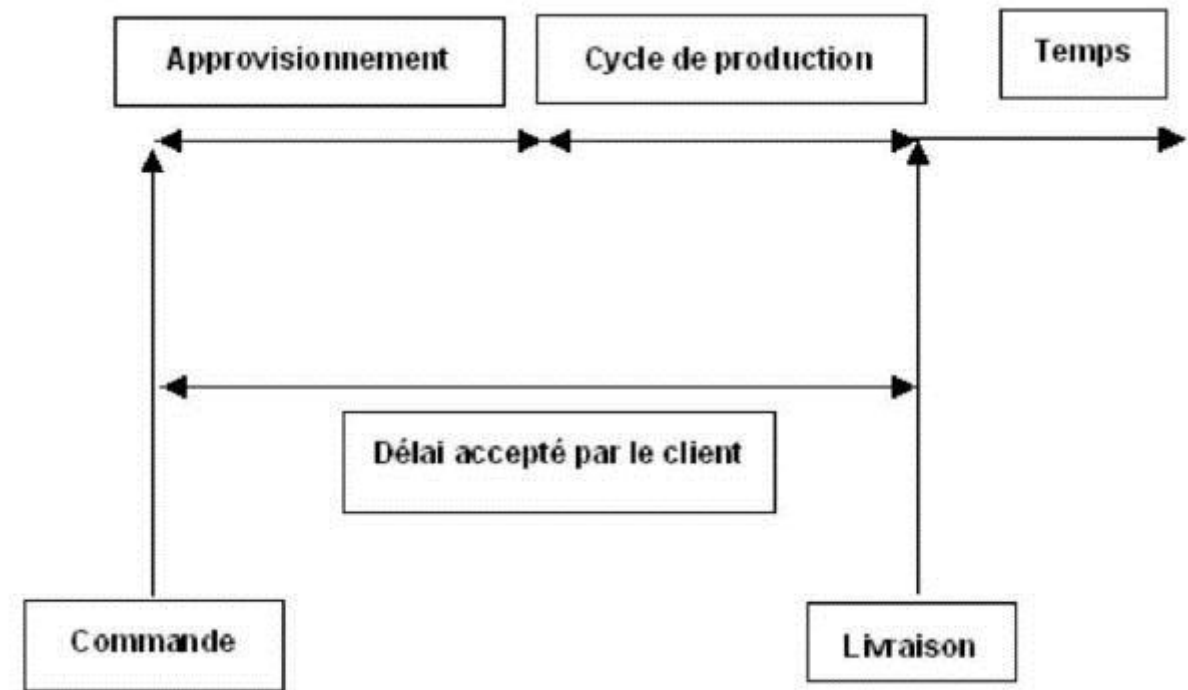 Approvisionnement
Cycle de production
Temps
Délai accepté par le client
Commande
Livraison